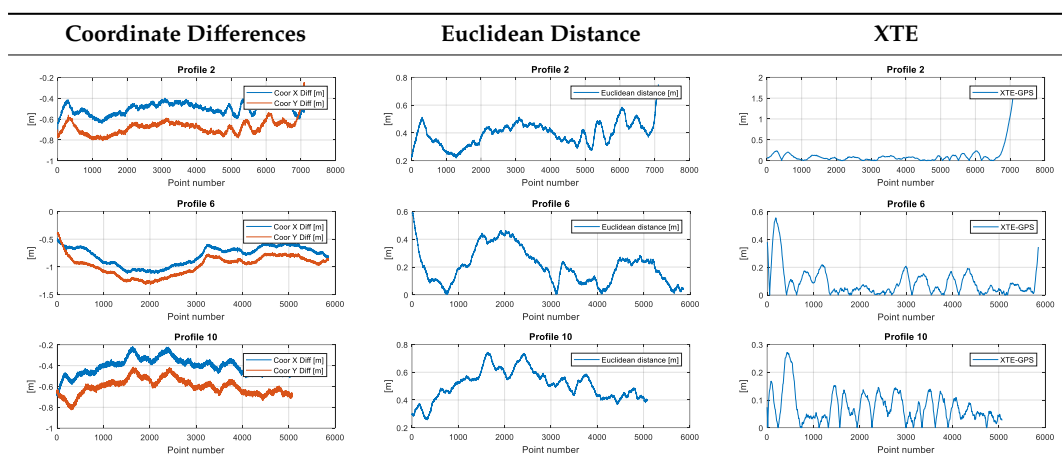 Coordinate Differences Euclidean Distance XTE
Profile 2
-0.2
-0.4
-0.6
-0.8
-1
[m]
Coor X Diff [m]
Coor Y Diff [m]
0 1000 2000 3000 4000 5000 6000 7000 8000
Point number
Profile 2
0.8
0.6
0.4
0.2
[m]
Euclidean distance [m]
0 1000 2000 3000 4000 5000 6000 7000 8000
Point number
Profile 2
2
1.5
1
0.5
0
[m]
XTE-GPS
0 1000 2000 3000 4000 5000 6000 7000 8000
Point number
Profile 6
0
-0.5
-1
-1.5
[m]
Coor X Diff [m]
Coor Y Diff [m]
0 1000 2000 3000 4000 5000 6000
Point number
Profile 6
0.6
0.4
0.2
0
[m]
Euclidean distance [m]
0 1000 2000 3000 4000 5000 6000
Point number
Profile 6
0.6
0.4
0.2
0
[m]
XTE-GPS
0 1000 2000 3000 4000 5000 6000
Point number
Profile 10
-0.2
-0.4
-0.6
-0.8
-1
[m]
Coor X Diff [m]
Coor Y Diff [m]
0 1000 2000 3000 4000 5000 6000
Point number
Profile 10
0.8
0.6
0.4
0.2
[m]
Euclidean distance [m]
0 1000 2000 3000 4000 5000 6000
Point number
Profile 10
0.3
0.2
0.1
0
[m]
XTE-GPS
0 1000 2000 3000 4000 5000 6000
Point number